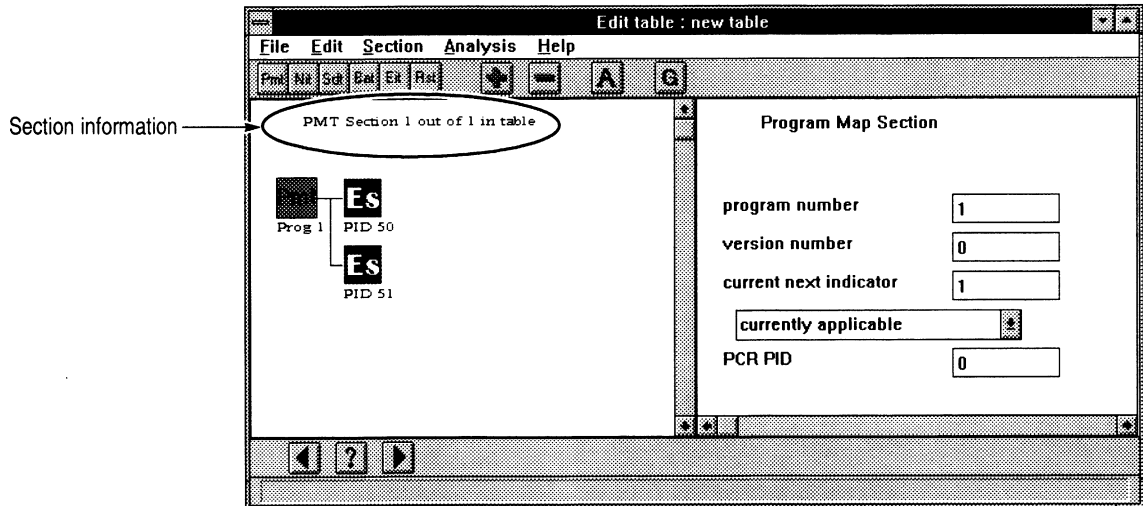 Edit table : new table
File Edit Section Analysis Help
Pmt Nit Sdt Bat Eit Rst A G
Section information
PMT Section 1 out of 1 in table
Pmt Es
Prog 1 PID 50
Es
PID 51
Program Map Section
program number 1
version number 0
current next indicator 1
currently applicable
PCR PID 0
?